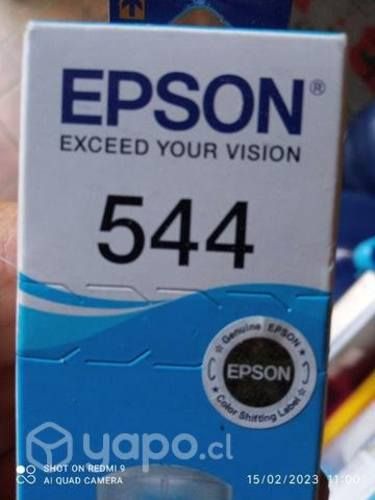 EPSON®
EXCEED YOUR VISION
544
Genuine EPSON
EPSON
Color Shifting Label
yapo.cl
SHOT ON REDMI 9
AI QUAD CAMERA
15/02/2023 11:00